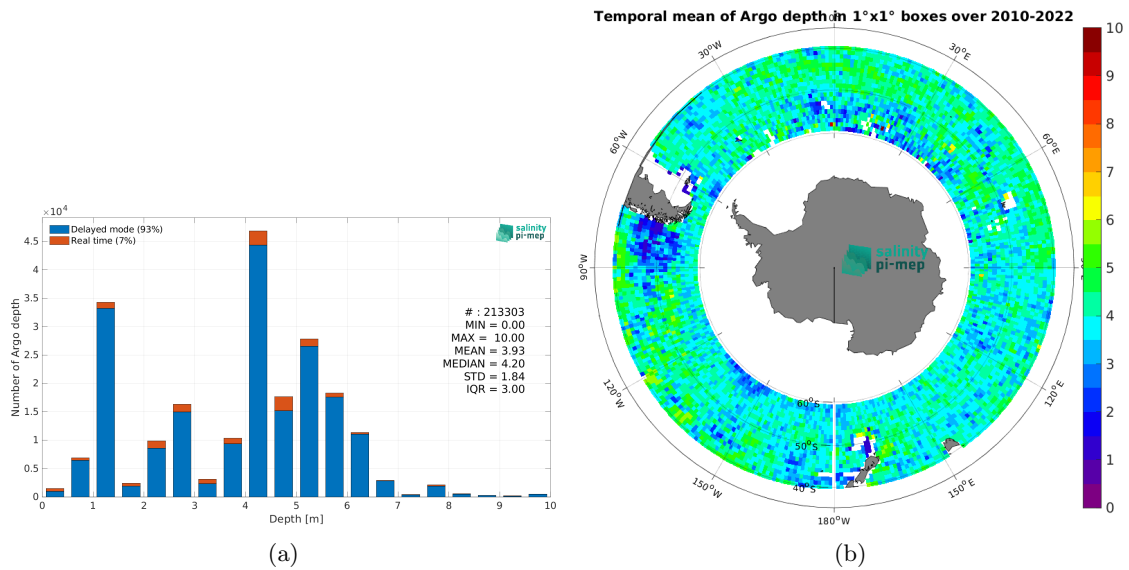 ×10⁴
Delayed mode (93%)
Real time (7%)
salinity
pi-mep
4.5
4
3.5
3
2.5
2
1.5
1
0.5
0
Number of Argo depth
# : 213303
MIN = 0.00
MAX = 10.00
MEAN = 3.93
MEDIAN = 4.20
STD = 1.84
IQR = 3.00
0 1 2 3 4 5 6 7 8 9 10
Depth [m]
(a)
Temporal mean of Argo depth in 1°x1° boxes over 2010-2022
30°W
30°E
60°W
60°E
90°W
120°W
120°E
150°W
150°E
180°W
60°S
50°S
40°S
salinity
pi-mep
10
9
8
7
6
5
4
3
2
1
0
(b)